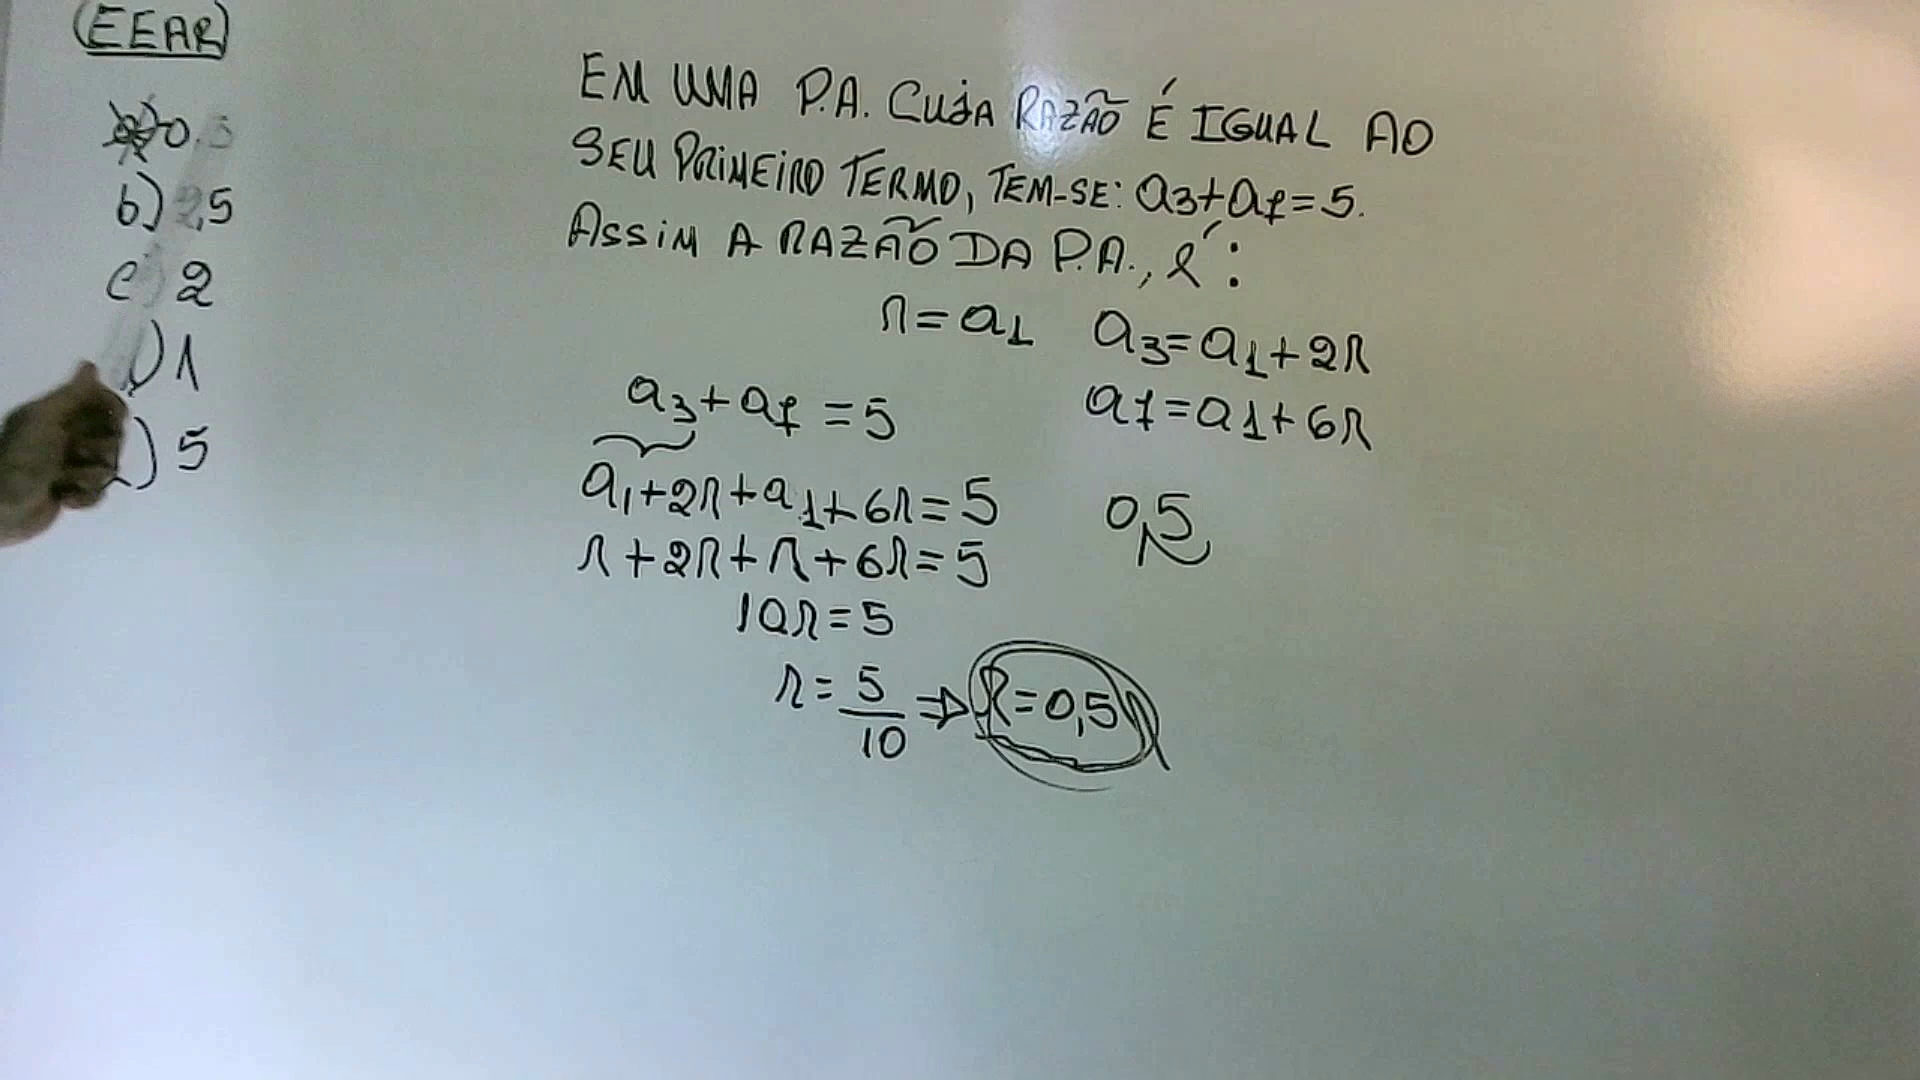 (EEAR)
a) 0,5
b) 2,5
c) 2
) 1
) 5
EM UMA P.A. CUJA RAZÃO É IGUAL AO
SEU PRIMEIRO TERMO, TEM-SE: a3+a7=5.
ASSIM A RAZÃO DA P.A., é:
r=a1 a3=a1+2r
a3+a7=5 a7=a1+6r
a1+2r+a1+6r=5 0,5
r+2r+r+6r=5
10r=5
r=5/10 ⇒ R=0,5